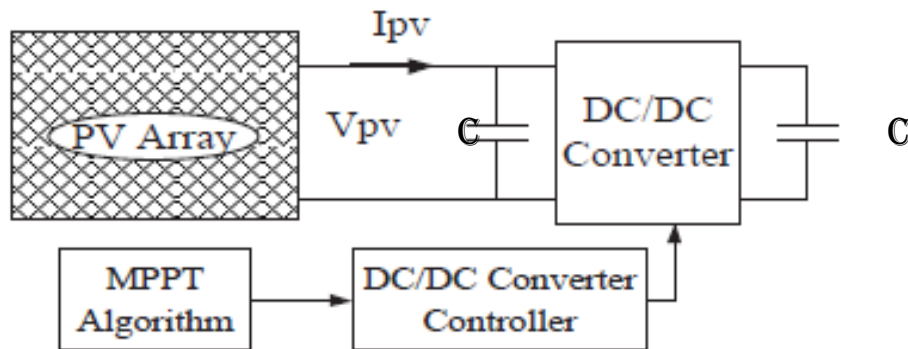 Ipv
PV Array
Vpv
C
DC/DC
Converter
C
MPPT
Algorithm
DC/DC Converter
Controller